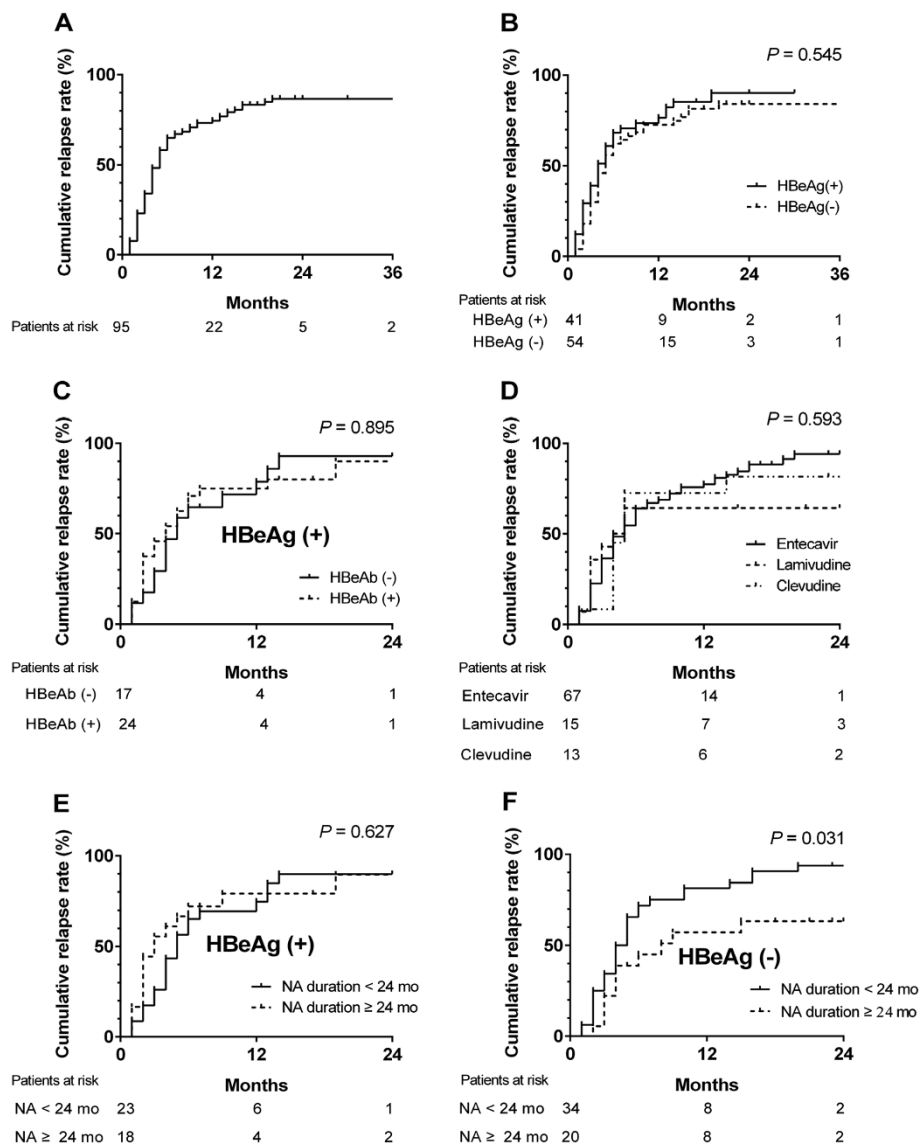 A
Cumulative relapse rate (%)
100
50
0
0 12 24 36
Months
Patients at risk 95 22 5 2
B
P = 0.545
Cumulative relapse rate (%)
100
50
0
HBeAg(+)
HBeAg(-)
0 12 24 36
Months
Patients at risk
HBeAg (+) 41 9 2 1
HBeAg (-) 54 15 3 1
C
P = 0.895
Cumulative relapse rate (%)
100
50
0
HBeAg (+)
HBeAb (-)
HBeAb (+)
0 12 24
Months
Patients at risk
HBeAb (-) 17 4 1
HBeAb (+) 24 4 1
D
P = 0.593
Cumulative relapse rate (%)
100
50
0
Entecavir
Lamivudine
Clevudine
0 12 24
Months
Patients at risk
Entecavir 67 14 1
Lamivudine 15 7 3
Clevudine 13 6 2
E
P = 0.627
Cumulative relapse rate (%)
100
50
0
HBeAg (+)
NA duration < 24 mo
NA duration ≥ 24 mo
0 12 24
Months
Patients at risk
NA < 24 mo 23 6 1
NA ≥ 24 mo 18 4 2
F
P = 0.031
Cumulative relapse rate (%)
100
50
0
HBeAg (-)
NA duration < 24 mo
NA duration ≥ 24 mo
0 12 24
Months
Patients at risk
NA < 24 mo 34 8 2
NA ≥ 24 mo 20 8 2